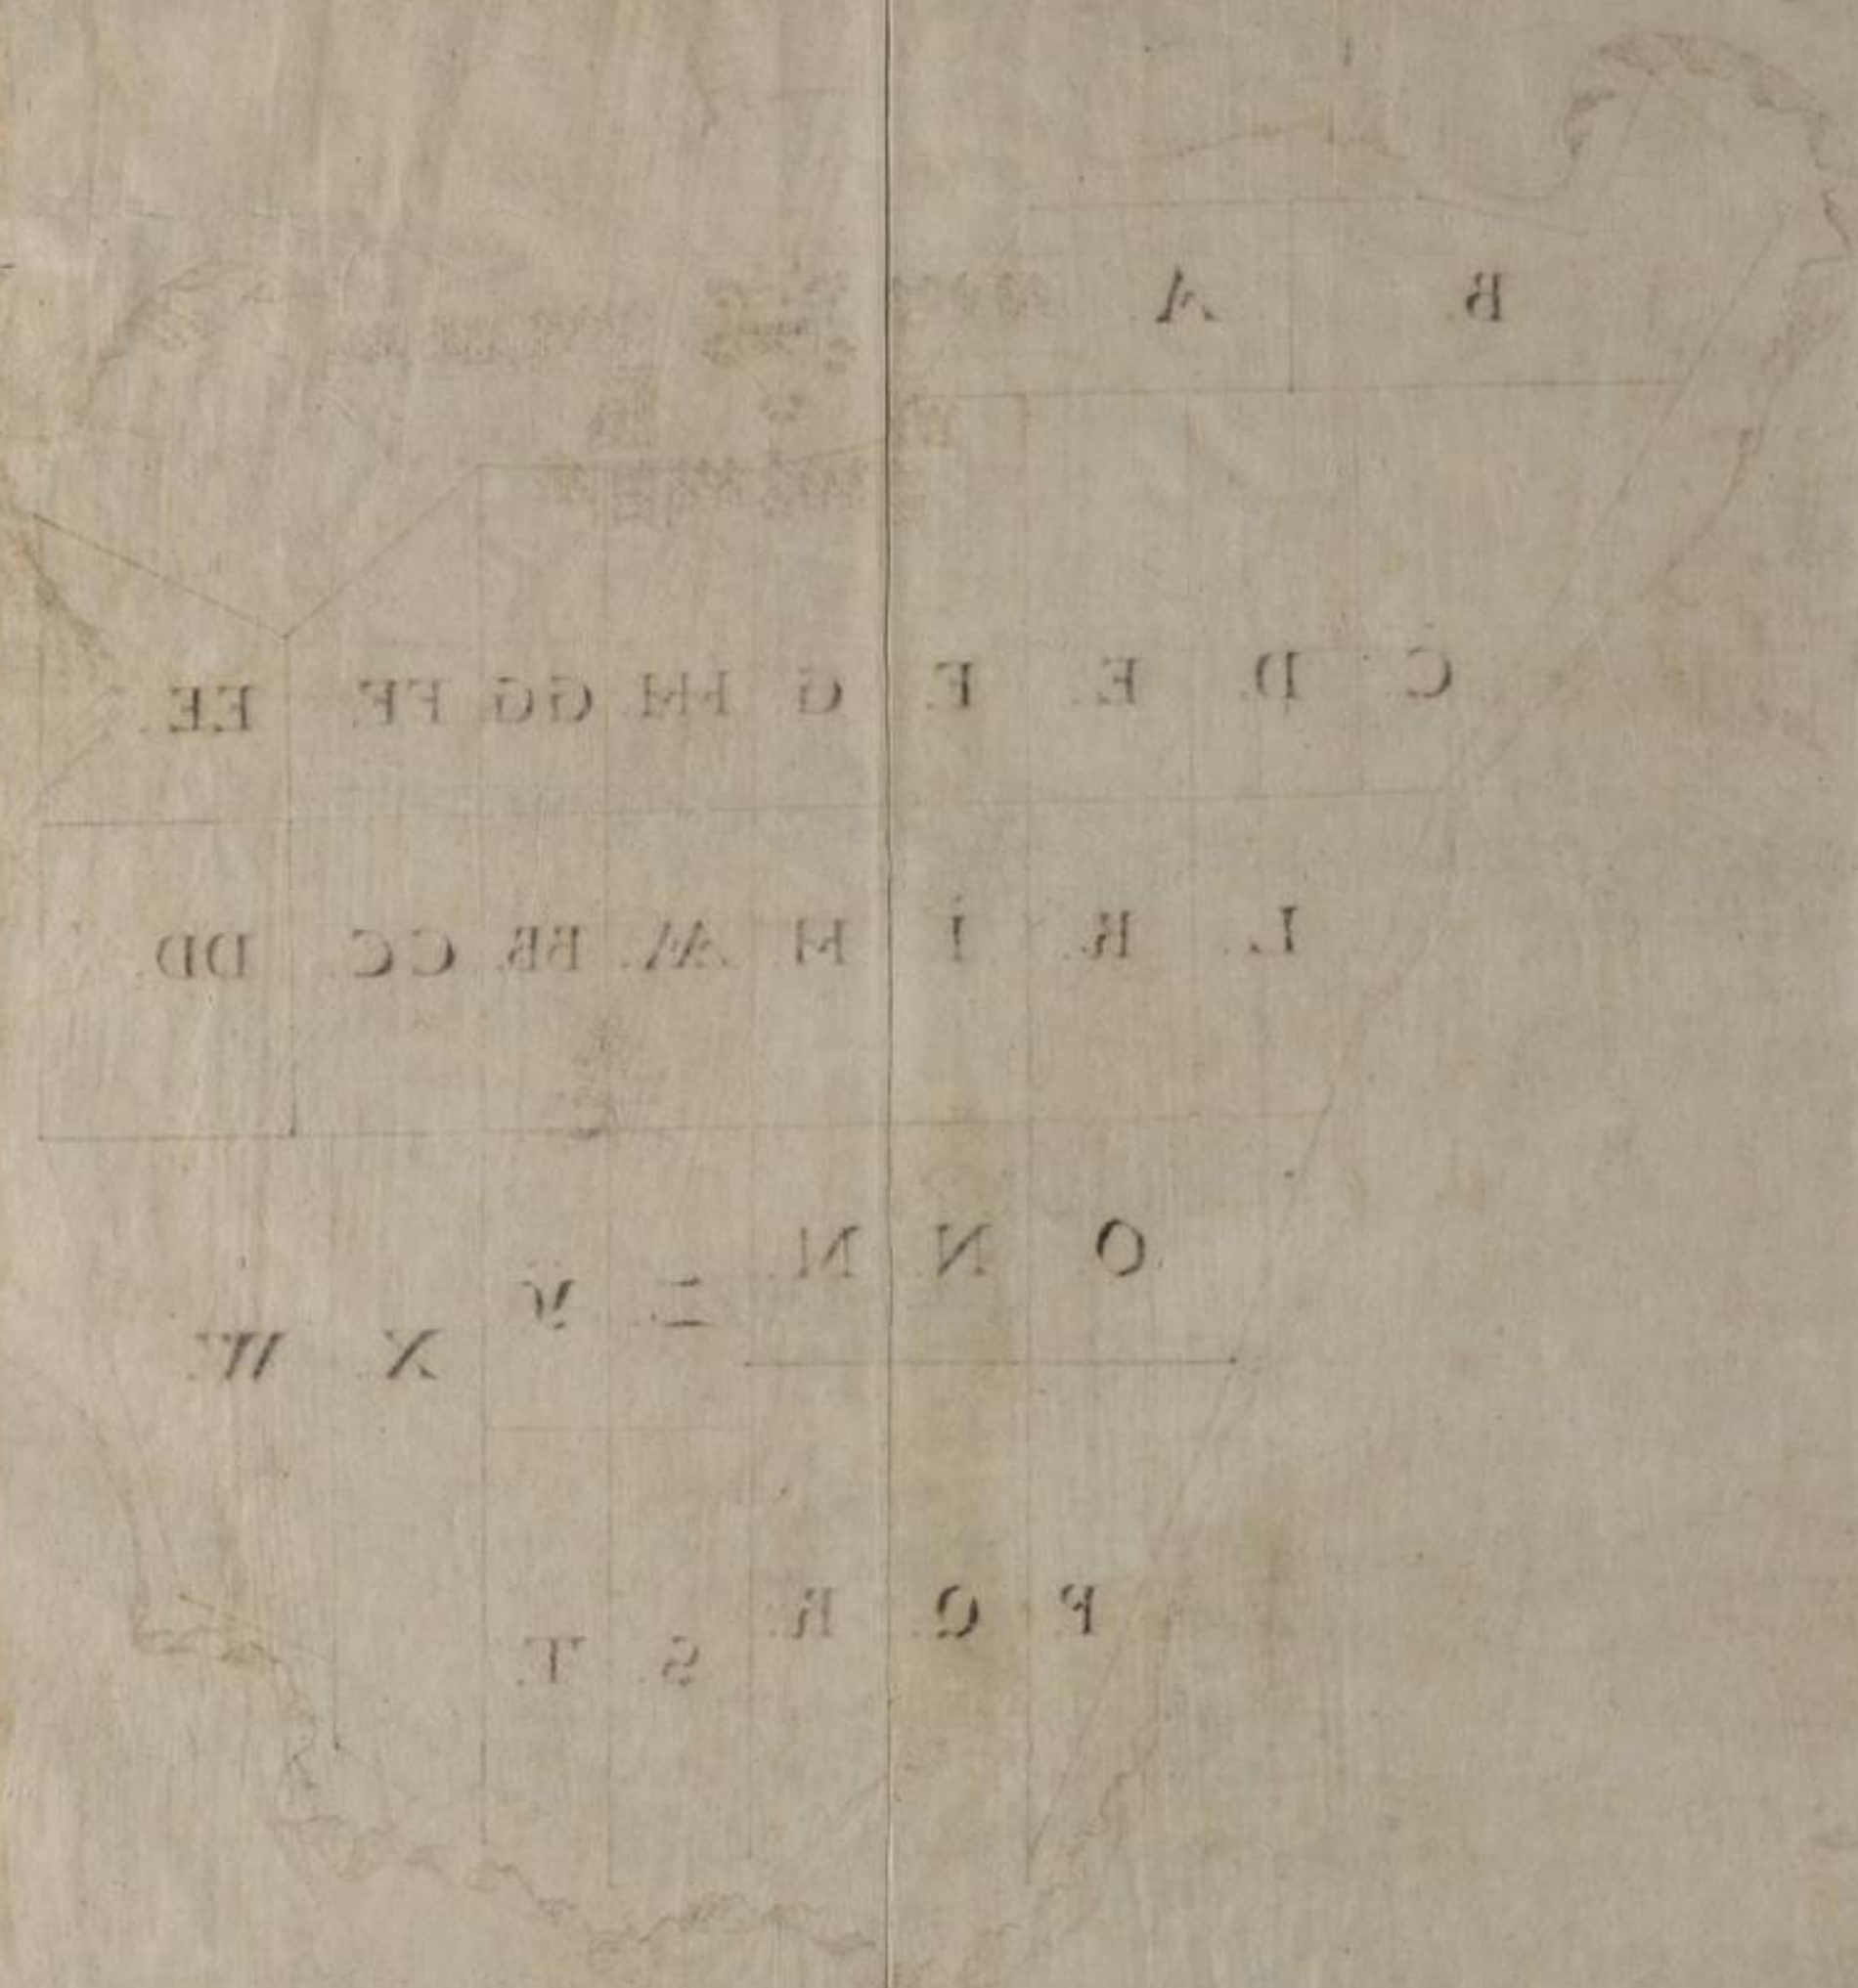 B. A.
C. D. E. F. G. HH GG FF. EE.
L. K. I H. AA. BB. CC. DD.
O. N. M. Z. Y X. W.
P. Q. R. S. T.